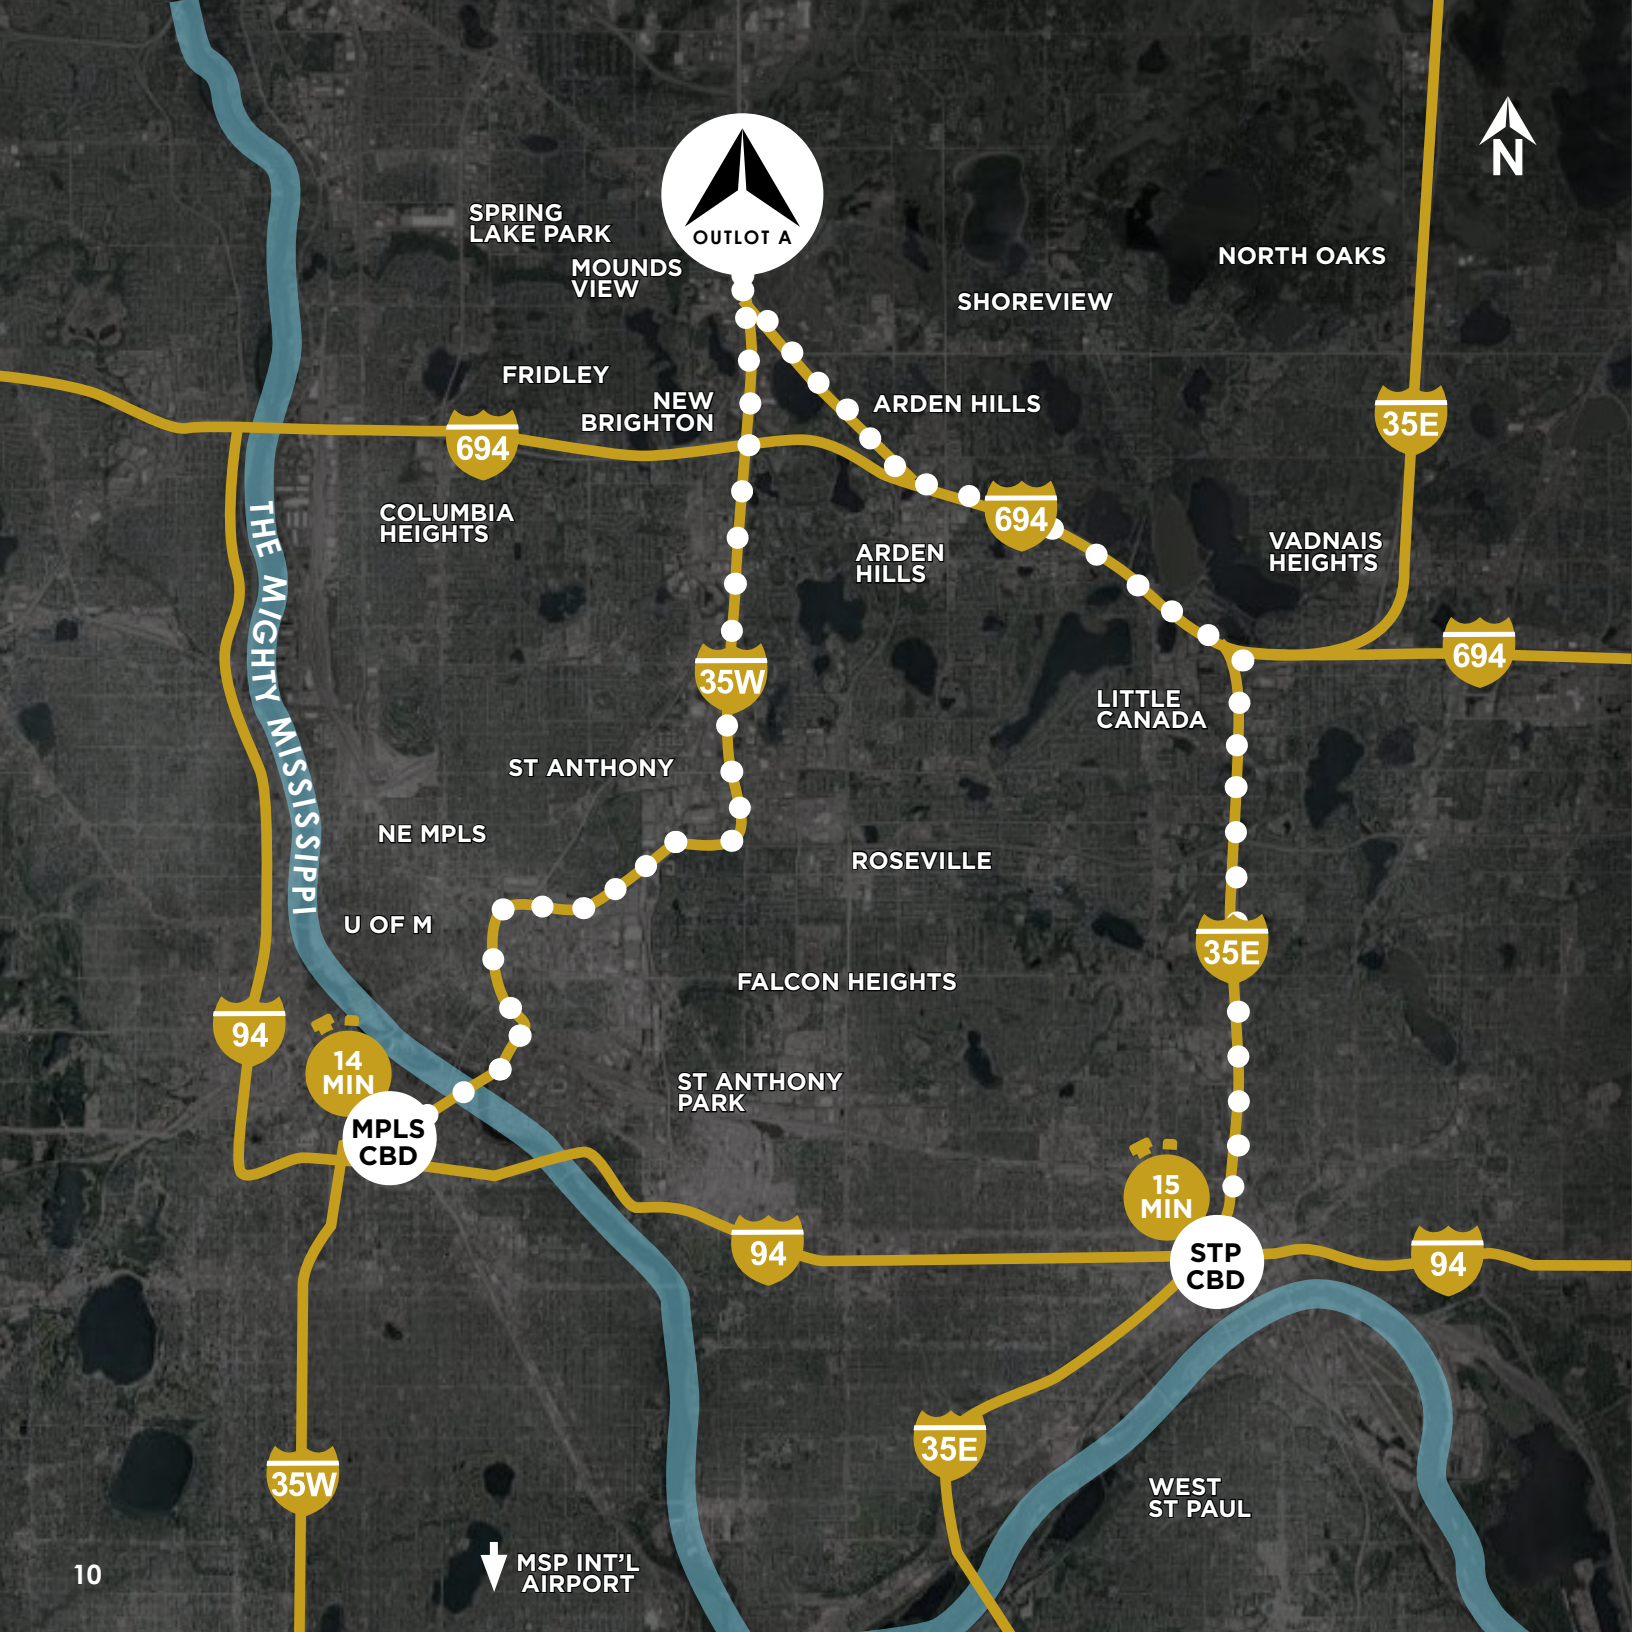 N
OUTLOT A
SPRING
LAKE PARK
MOUNDS
VIEW
NORTH OAKS
SHOREVIEW
FRIDLEY
NEW
BRIGHTON
ARDEN HILLS
35E
694
694
COLUMBIA
HEIGHTS
ARDEN
HILLS
VADNAIS
HEIGHTS
THE MIGHTY MISSISSIPPI
694
35W
LITTLE
CANADA
ST ANTHONY
NE MPLS
ROSEVILLE
U OF M
35E
FALCON HEIGHTS
94
14
MIN
ST ANTHONY
PARK
MPLS
CBD
15
MIN
94
STP
CBD
94
35E
35W
WEST
ST PAUL
MSP INT'L
AIRPORT
10